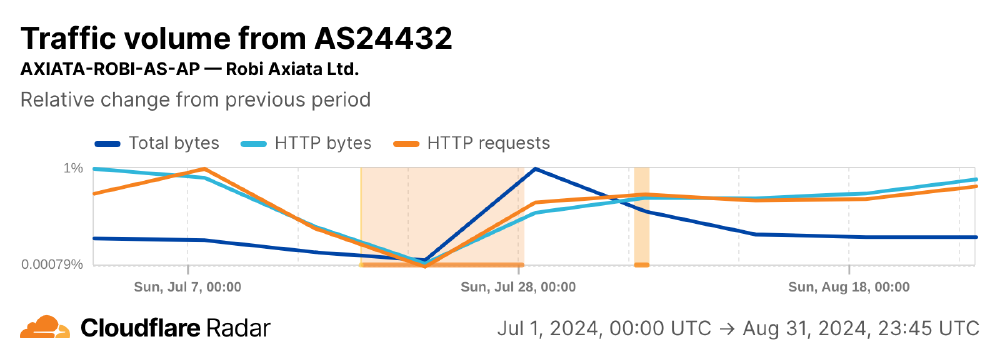 Traffic volume from AS24432
AXIATA-ROBI-AS-AP — Robi Axiata Ltd.
Relative change from previous period
Total bytes HTTP bytes HTTP requests
1%
0.00079%
Sun, Jul 7, 00:00 Sun, Jul 28, 00:00 Sun, Aug 18, 00:00
Cloudflare Radar Jul 1, 2024, 00:00 UTC → Aug 31, 2024, 23:45 UTC